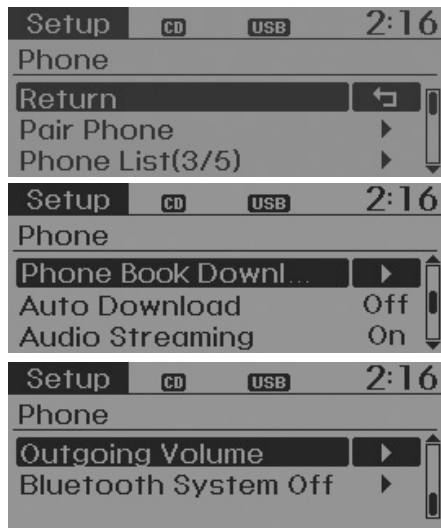 Setup CD USB 2:16
Phone
Return
Pair Phone
Phone List(3/5)
Setup CD USB 2:16
Phone
Phone Book Downl...
Auto Download Off
Audio Streaming On
Setup CD USB 2:16
Phone
Outgoing Volume
Bluetooth System Off